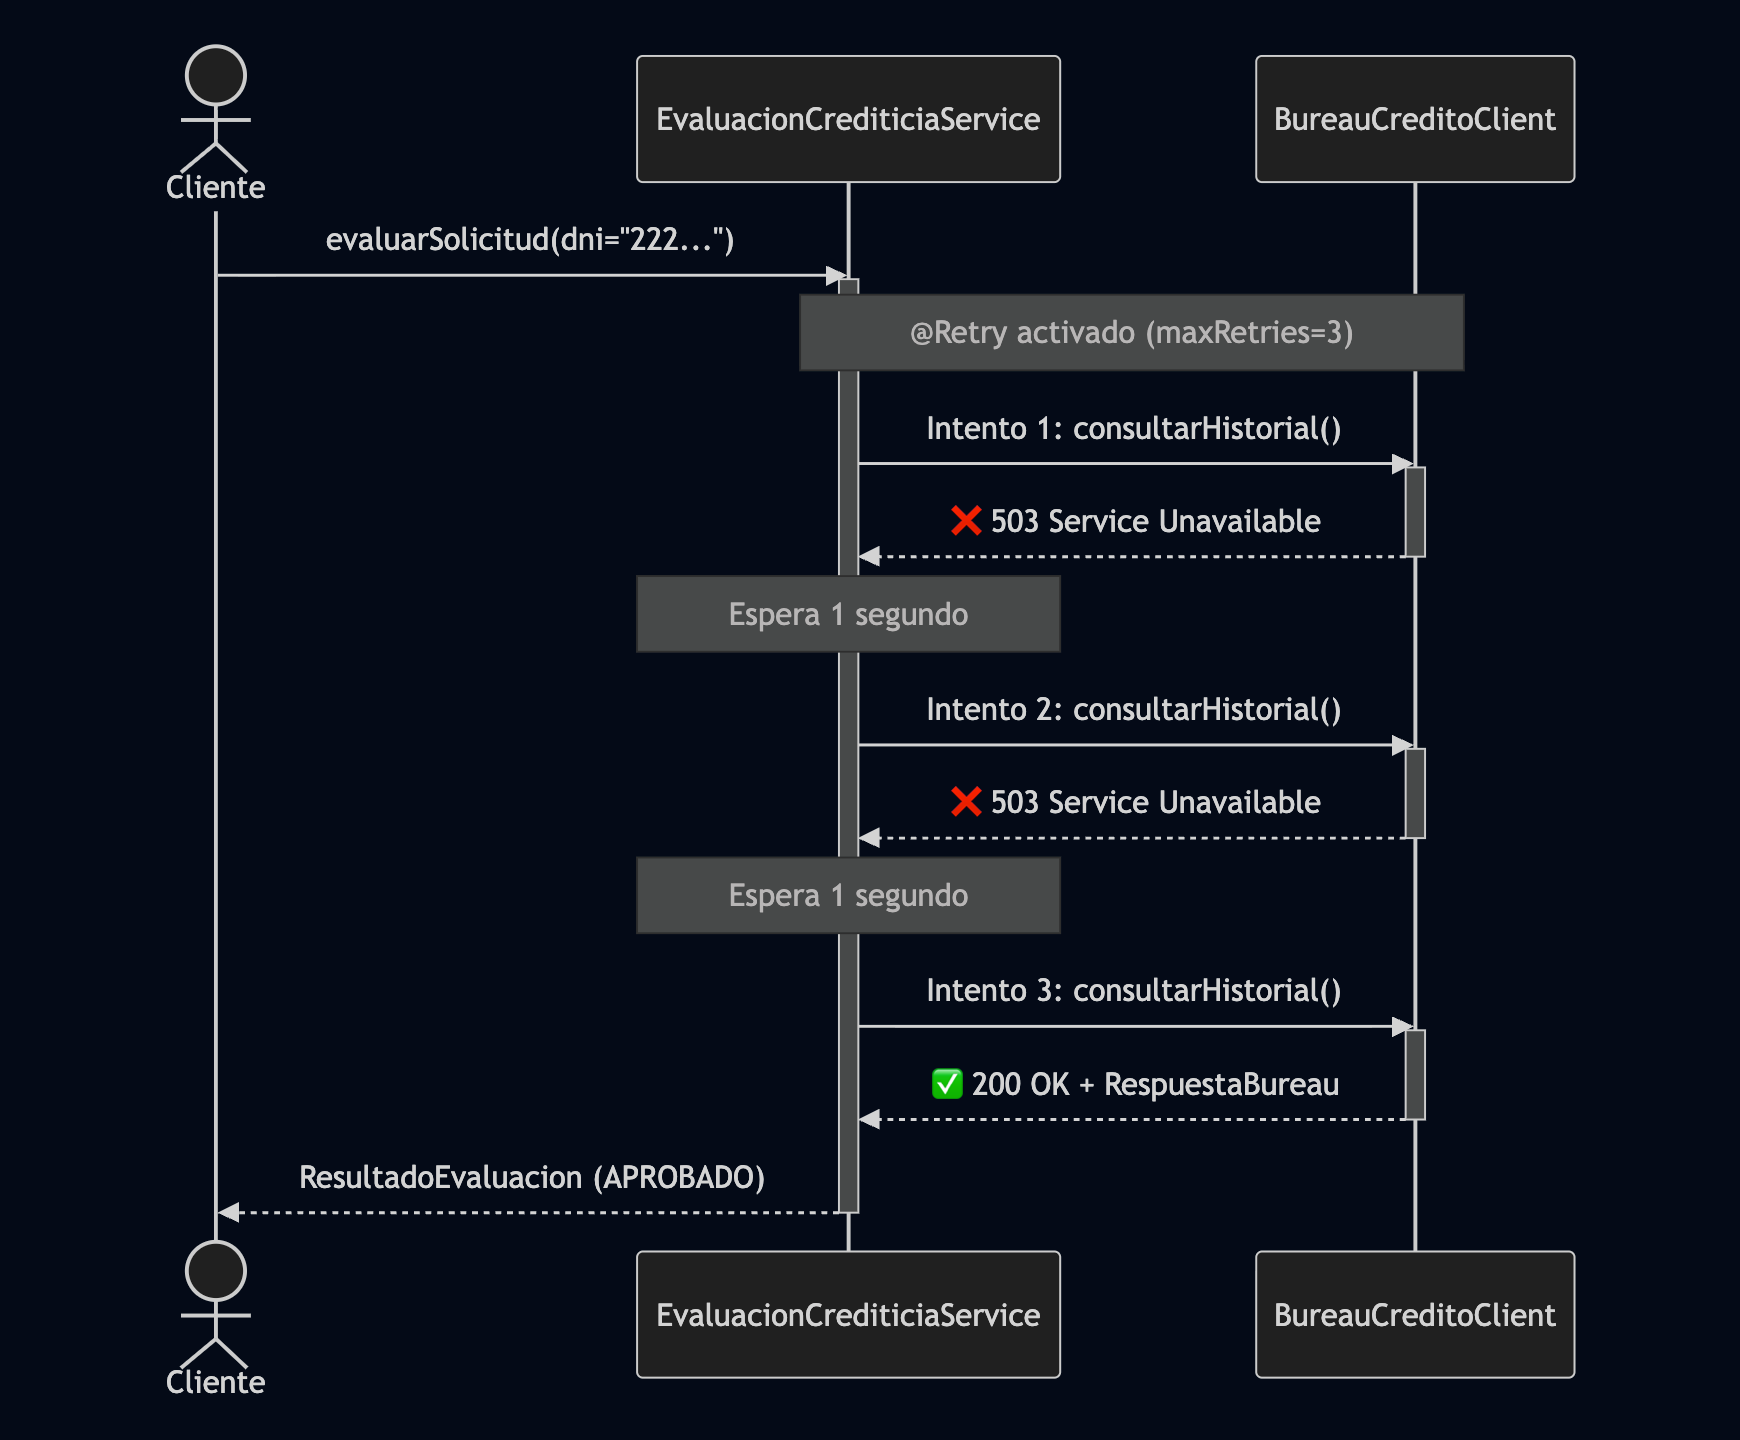 Cliente
EvaluacionCrediticiaService
BureauCreditoClient
evaluarSolicitud(dni="222...")
@Retry activado (maxRetries=3)
Intento 1: consultarHistorial()
❌ 503 Service Unavailable
Espera 1 segundo
Intento 2: consultarHistorial()
❌ 503 Service Unavailable
Espera 1 segundo
Intento 3: consultarHistorial()
✅ 200 OK + RespuestaBureau
ResultadoEvaluacion (APROBADO)
Cliente
EvaluacionCrediticiaService
BureauCreditoClient